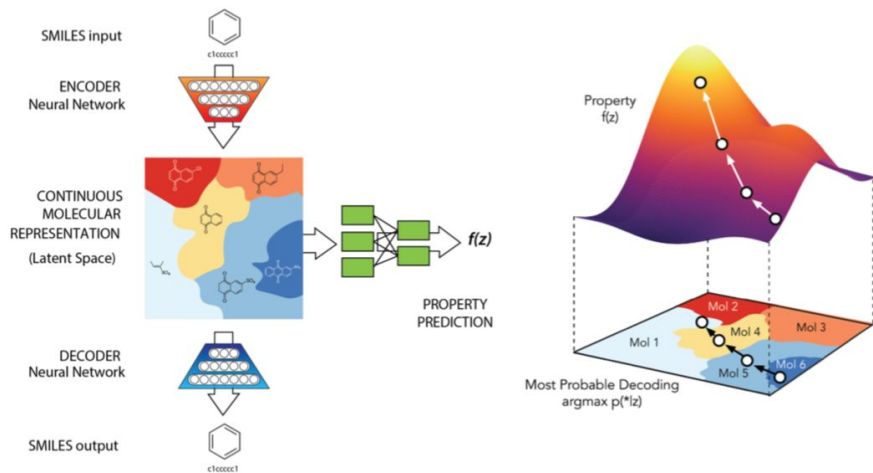 SMILES input
c1ccccc1
ENCODER
Neural Network
CONTINUOUS
MOLECULAR
REPRESENTATION
(Latent Space)
f(z)
PROPERTY
PREDICTION
DECODER
Neural Network
SMILES output
c1ccccc1
Property
f(z)
Mol 1
Mol 2
Mol 3
Mol 4
Mol 5
Mol 6
Most Probable Decoding
argmax p(*|z)